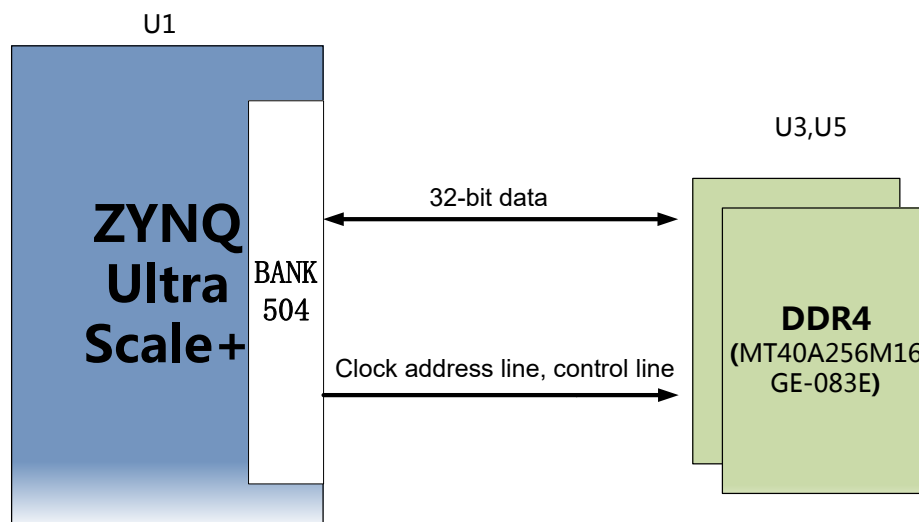 U1
U3,U5
ZYNQ
Ultra
Scale+
BANK
504
32-bit data
Clock address line, control line
DDR4
(MT40A256M16
GE-083E)